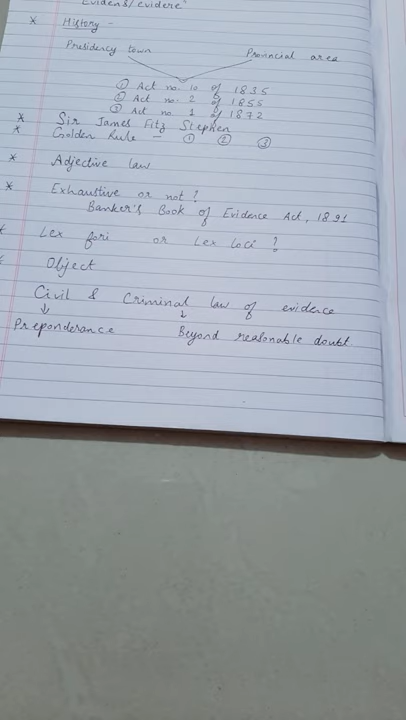 Evidens/evidere"
* History -
Presidency town Provincial area
① Act no. 10 of 1835
② Act no. 2 of 1855
③ Act no 1 of 1872
* Sir James Fitz Stephen
* Golden Rule - ① ② ③
* Adjective law
* Exhaustive or not?
Banker's Book of Evidence Act, 1891
Lex fori or Lex loci?
Object
Civil & Criminal law of evidence
Preponderance Beyond reasonable doubt.